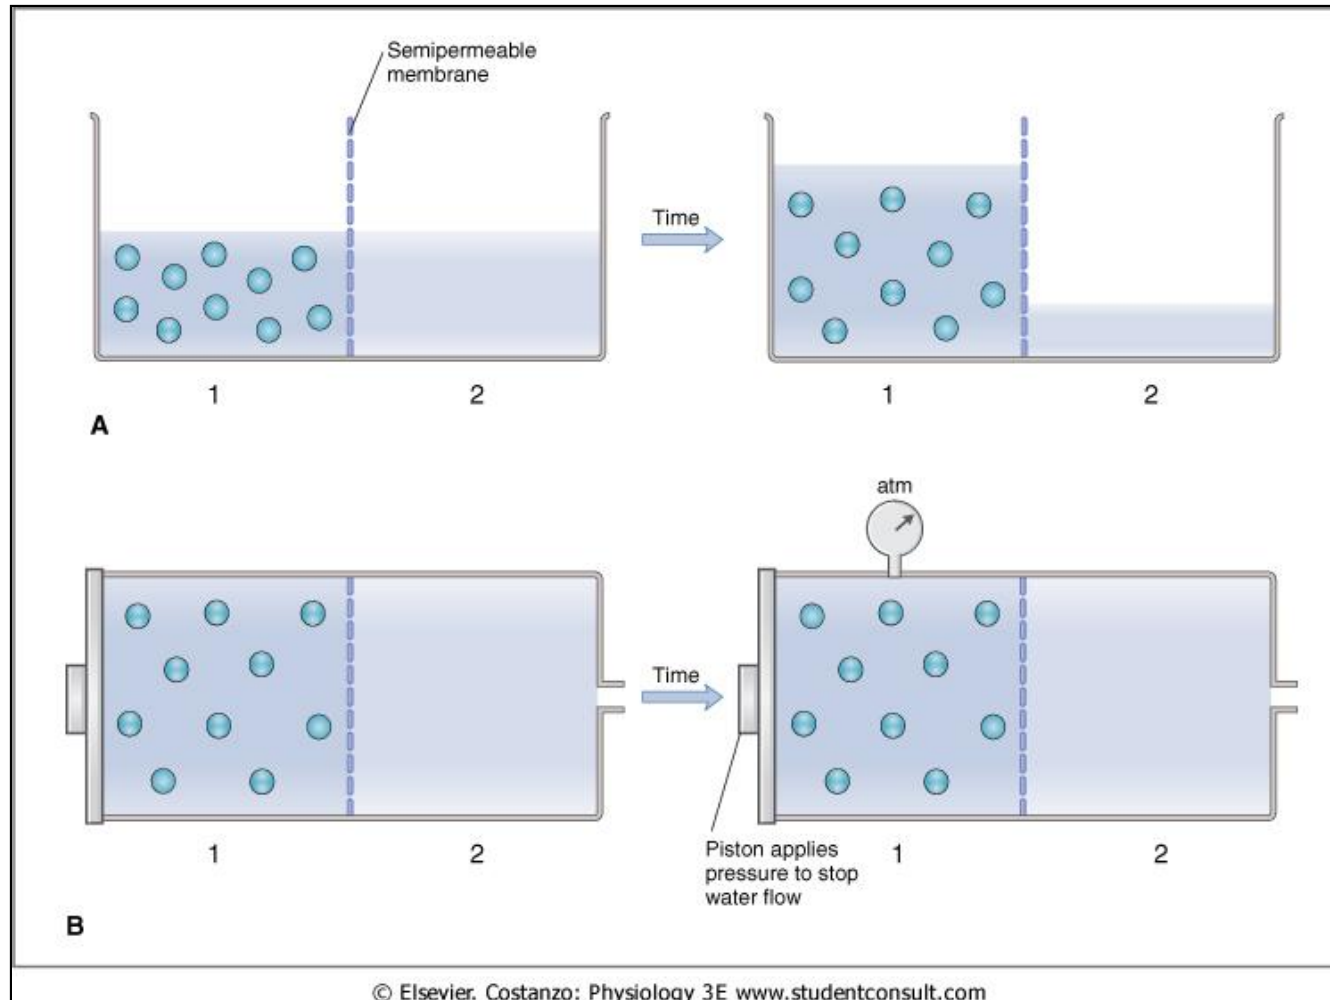 Semipermeable
membrane
Time
1
2
1
2
A
atm
Time
1
2
Piston applies
pressure to stop
water flow
1
2
B
© Elsevier. Costanzo: Physiology 3E www.studentconsult.com